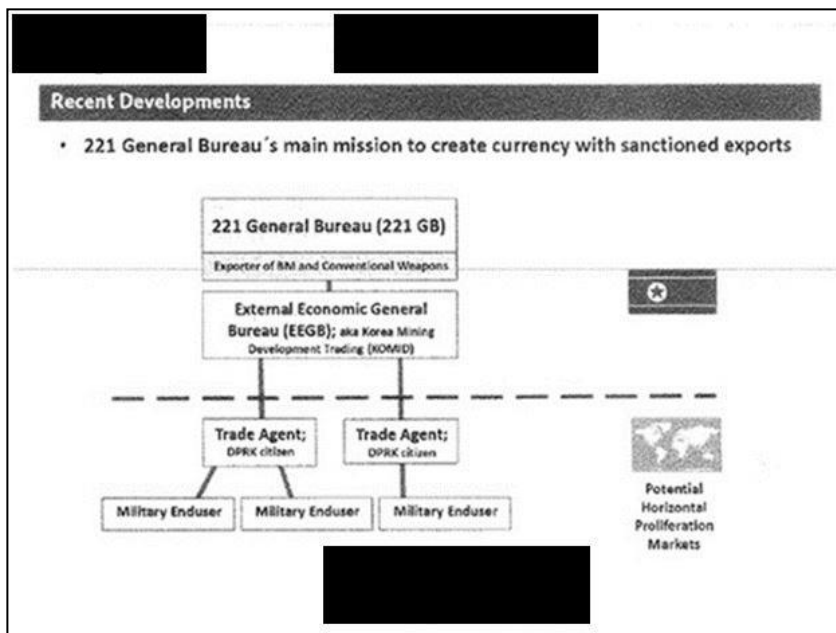 Recent Developments
• 221 General Bureau´s main mission to create currency with sanctioned exports
221 General Bureau (221 GB)
Exporter of BM and Conventional Weapons
External Economic General
Bureau (EEGB); aka Korea Mining
Development Trading (KOMID)
Trade Agent;
DPRK citizen
Trade Agent;
DPRK citizen
Military Enduser
Military Enduser
Military Enduser
Potential
Horizontal
Proliferation
Markets